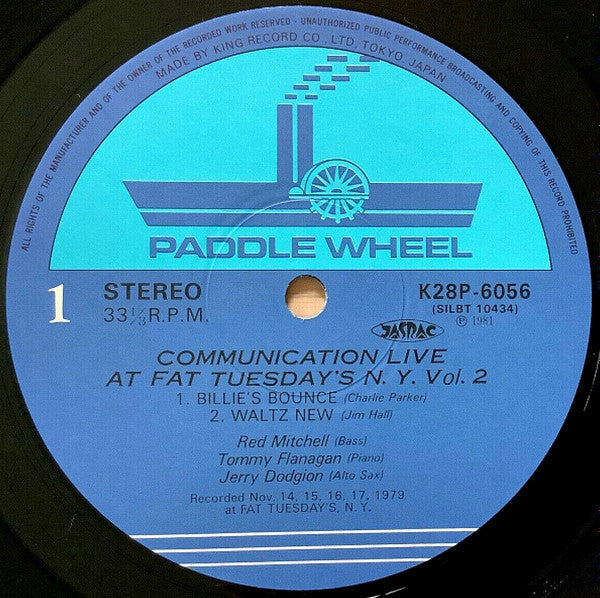 ALL RIGHTS OF THE MANUFACTURER AND OF THE OWNER OF THE RECORDED WORK RESERVED · UNAUTHORIZED PUBLIC PERFORMANCE BROADCASTING AND COPYING OF THIS RECORD PROHIBITED
MADE BY KING RECORD CO., LTD. TOKYO, JAPAN
PADDLE WHEEL
1
STEREO
33⅓R.P.M.
K28P-6056
(SILBT 10434)
JASRAC
Ⓟ 1981
COMMUNICATION LIVE
AT FAT TUESDAY'S N. Y. Vol. 2
1. BILLIE'S BOUNCE (Charlie Parker)
2. WALTZ NEW (Jim Hall)
Red Mitchell (Bass)
Tommy Flanagan (Piano)
Jerry Dodgion (Alto Sax)
Recorded Nov. 14, 15, 16, 17, 1979
at FAT TUESDAY'S, N. Y.